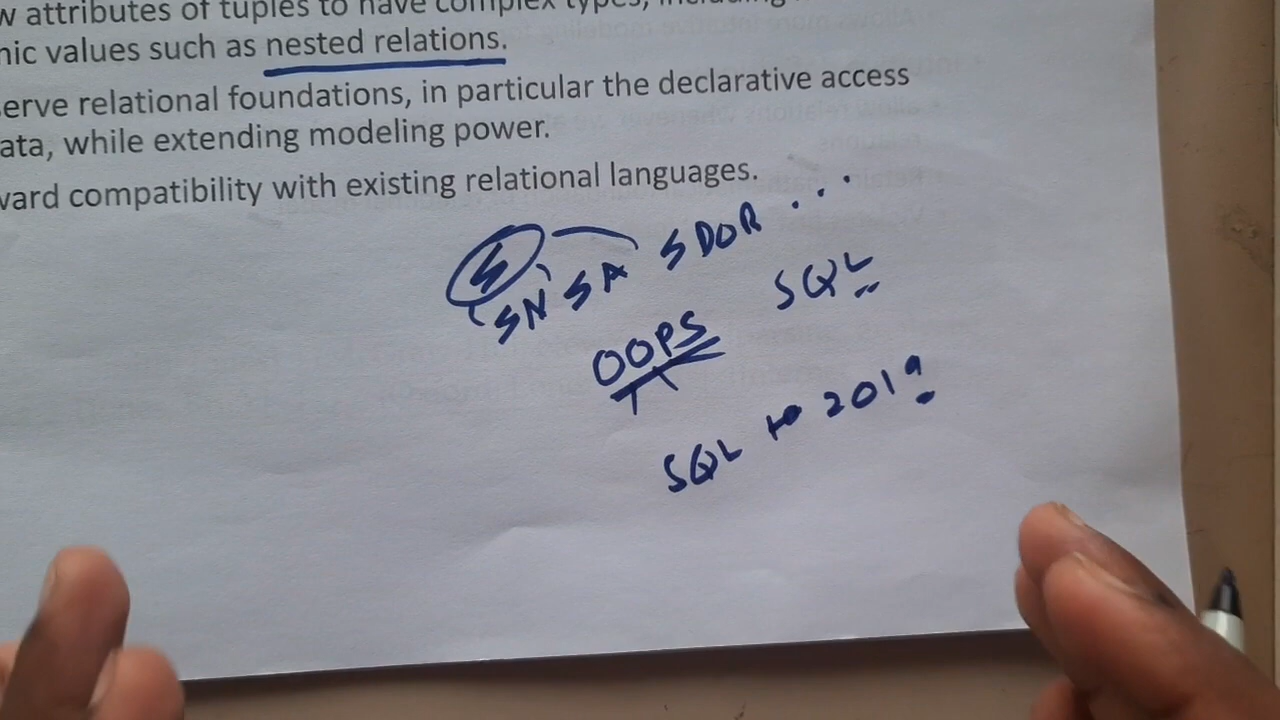 w attributes of tuples to have complex types, including
nic values such as nested relations.
serve relational foundations, in particular the declarative access
ata, while extending modeling power.
ward compatibility with existing relational languages.
S
SN SA SDOR ...
OOPS SQL
SQL to 2019